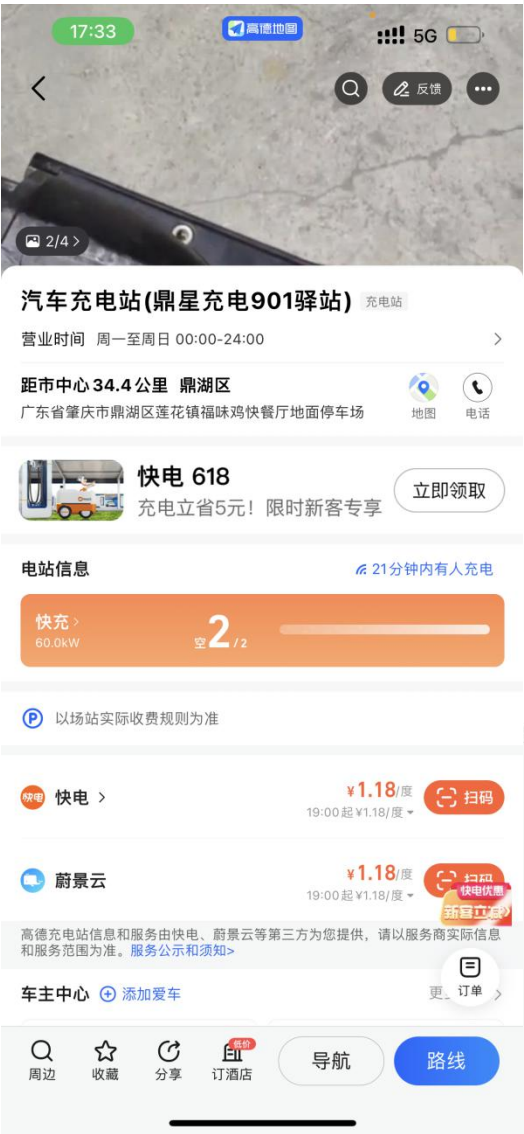 17:33
高德地图
5G
反馈
2/4 >
汽车充电站(鼎星充电901驿站) 充电站
营业时间 周一至周日 00:00-24:00
距市中心34.4公里 鼎湖区
广东省肇庆市鼎湖区莲花镇福味鸡快餐厅地面停车场
地图
电话
快电 618
充电立省5元！限时新客专享
立即领取
电站信息
21分钟内有人充电
快充 >
60.0kW
空2/2
P 以场站实际收费规则为准
快电
快电 >
¥1.18/度
19:00起¥1.18/度
扫码
蔚景云
¥1.18/度
19:00起¥1.18/度
扫码
快电优惠
高德充电站信息和服务由快电、蔚景云等第三方为您提供，请以服务商实际信息
和服务范围为准。服务公示和须知>
车主中心 添加爱车
订单
周边
收藏
分享
低价
订酒店
导航
路线